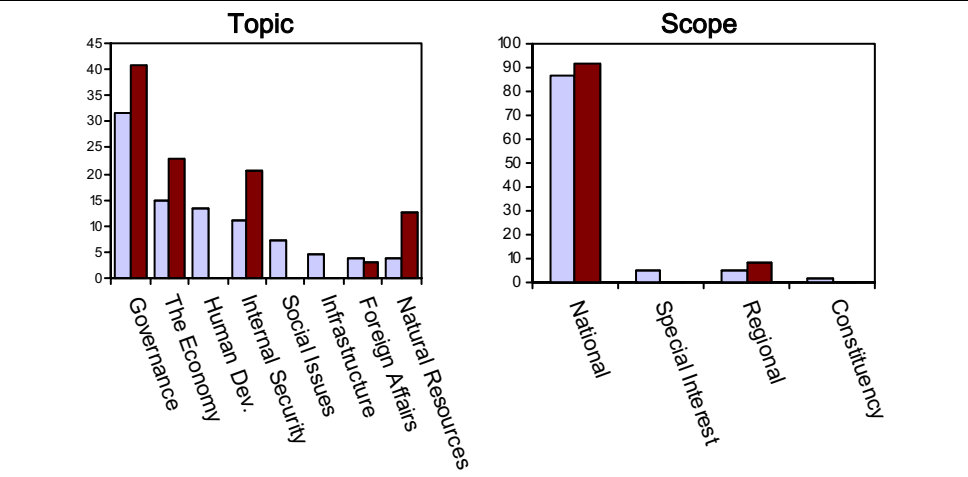 Topic
45
40
35
30
25
20
15
10
5
0
Governance
The Economy
Human Dev.
Internal Security
Social Issues
Infrastructure
Foreign Affairs
Natural Resources
Scope
100
90
80
70
60
50
40
30
20
10
0
National
Special Interest
Regional
Constituency